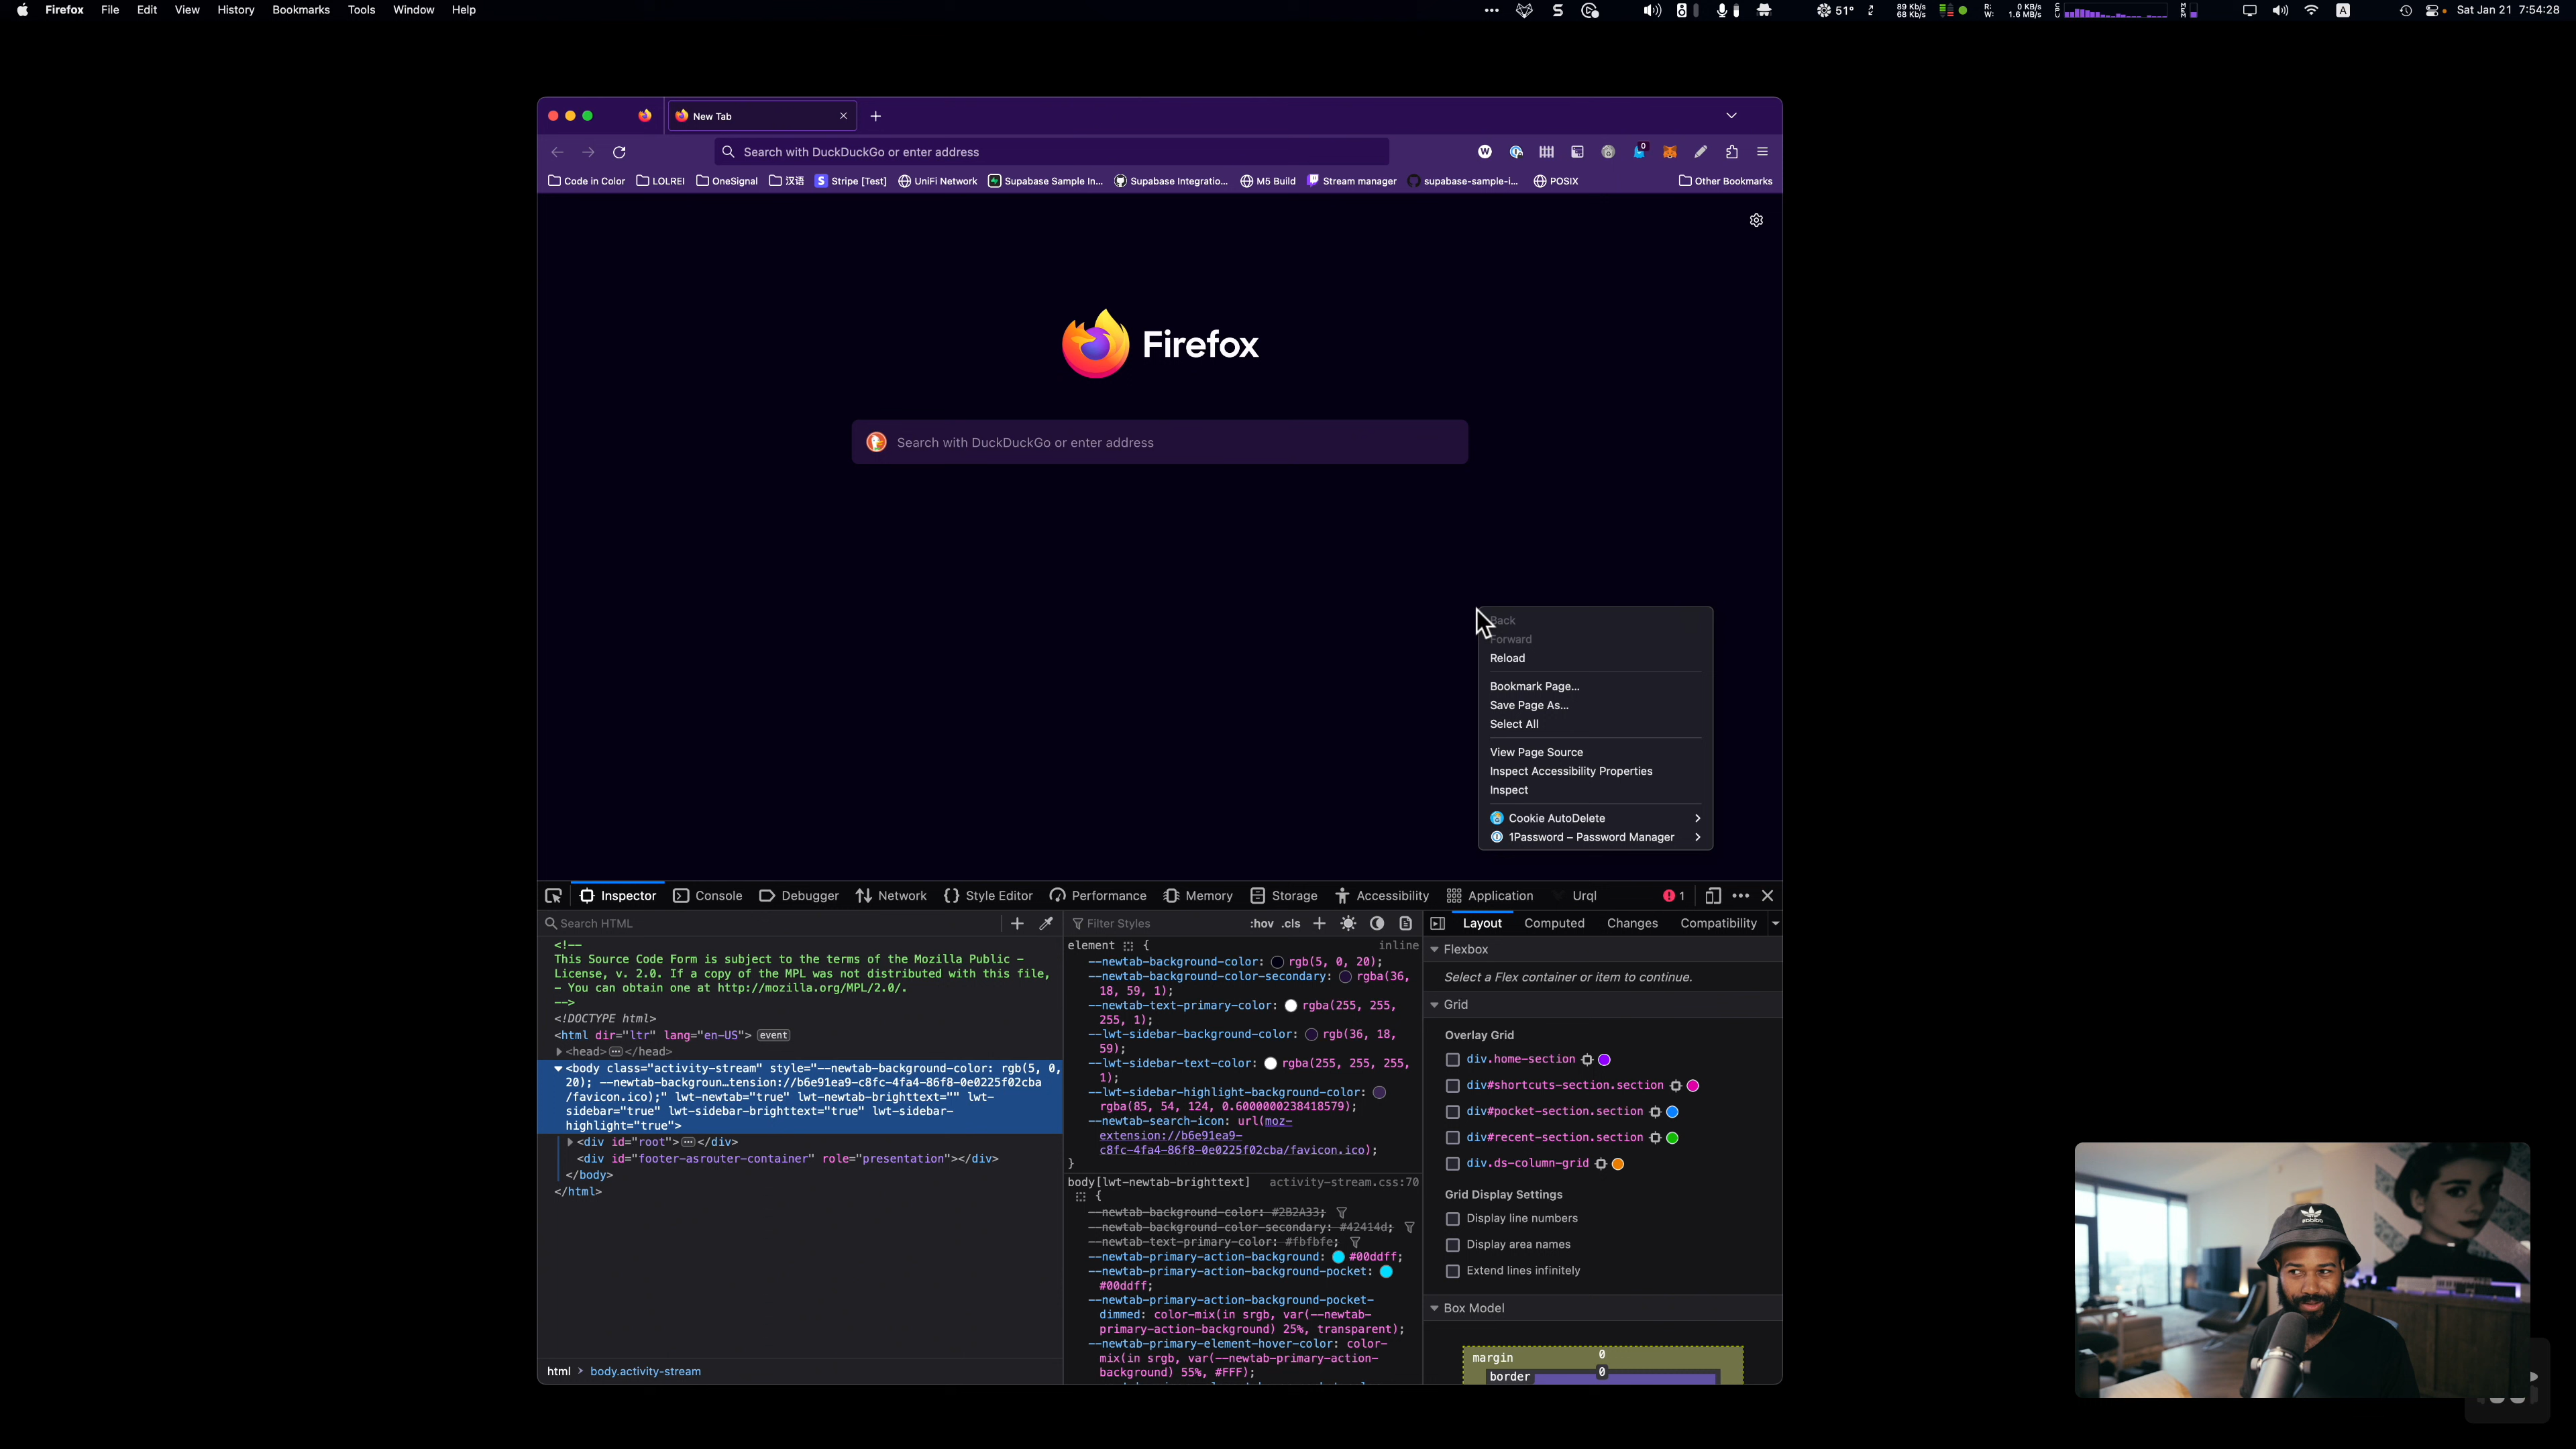 Firefox File Edit View History Bookmarks Tools Window Help
51° 89 Kb/s 68 Kb/s R: W: 0 KB/s 1.6 MB/s CPU MEM A Sat Jan 21 7:54:28
New Tab
Search with DuckDuckGo or enter address
W 0
Code in Color LOLREI OneSignal 汉语 S Stripe [Test] UniFi Network Supabase Sample In... Supabase Integratio... M5 Build Stream manager supabase-sample-i... POSIX Other Bookmarks
Firefox
Search with DuckDuckGo or enter address
Back
Forward
Reload
Bookmark Page...
Save Page As...
Select All
View Page Source
Inspect Accessibility Properties
Inspect
Cookie AutoDelete
1Password – Password Manager
Inspector Console Debugger Network Style Editor Performance Memory Storage Accessibility Application Urql 1
Search HTML
<!--
This Source Code Form is subject to the terms of the Mozilla Public -
License, v. 2.0. If a copy of the MPL was not distributed with this file,
- You can obtain one at http://mozilla.org/MPL/2.0/.
-->
<!DOCTYPE html>
<html dir="ltr" lang="en-US"> event
<head></head>
<body class="activity-stream" style="--newtab-background-color: rgb(5, 0,
20); --newtab-backgroun…tension://b6e91ea9-c8fc-4fa4-86f8-0e0225f02cba
/favicon.ico);" lwt-newtab="true" lwt-newtab-brighttext="" lwt-
sidebar="true" lwt-sidebar-brighttext="true" lwt-sidebar-
highlight="true">
<div id="root"></div>
<div id="footer-asrouter-container" role="presentation"></div>
</body>
</html>
html > body.activity-stream
Filter Styles :hov .cls
element { inline
--newtab-background-color: rgb(5, 0, 20);
--newtab-background-color-secondary: rgba(36,
18, 59, 1);
--newtab-text-primary-color: rgba(255, 255,
255, 1);
--lwt-sidebar-background-color: rgb(36, 18,
59);
--lwt-sidebar-text-color: rgba(255, 255, 255,
1);
--lwt-sidebar-highlight-background-color:
rgba(85, 54, 124, 0.6000000238418579);
--newtab-search-icon: url(moz-
extension://b6e91ea9-
c8fc-4fa4-86f8-0e0225f02cba/favicon.ico);
}
body[lwt-newtab-brighttext] activity-stream.css:70
{
--newtab-background-color: #2B2A33;
--newtab-background-color-secondary: #42414d;
--newtab-text-primary-color: #fbfbfe;
--newtab-primary-action-background: #00ddff;
--newtab-primary-action-background-pocket:
#00ddff;
--newtab-primary-action-background-pocket-
dimmed: color-mix(in srgb, var(--newtab-
primary-action-background) 25%, transparent);
--newtab-primary-element-hover-color: color-
mix(in srgb, var(--newtab-primary-action-
background) 55%, #FFF);
Layout Computed Changes Compatibility
Flexbox
Select a Flex container or item to continue.
Grid
Overlay Grid
div.home-section
div#shortcuts-section.section
div#pocket-section.section
div#recent-section.section
div.ds-column-grid
Grid Display Settings
Display line numbers
Display area names
Extend lines infinitely
Box Model
margin 0
border 0